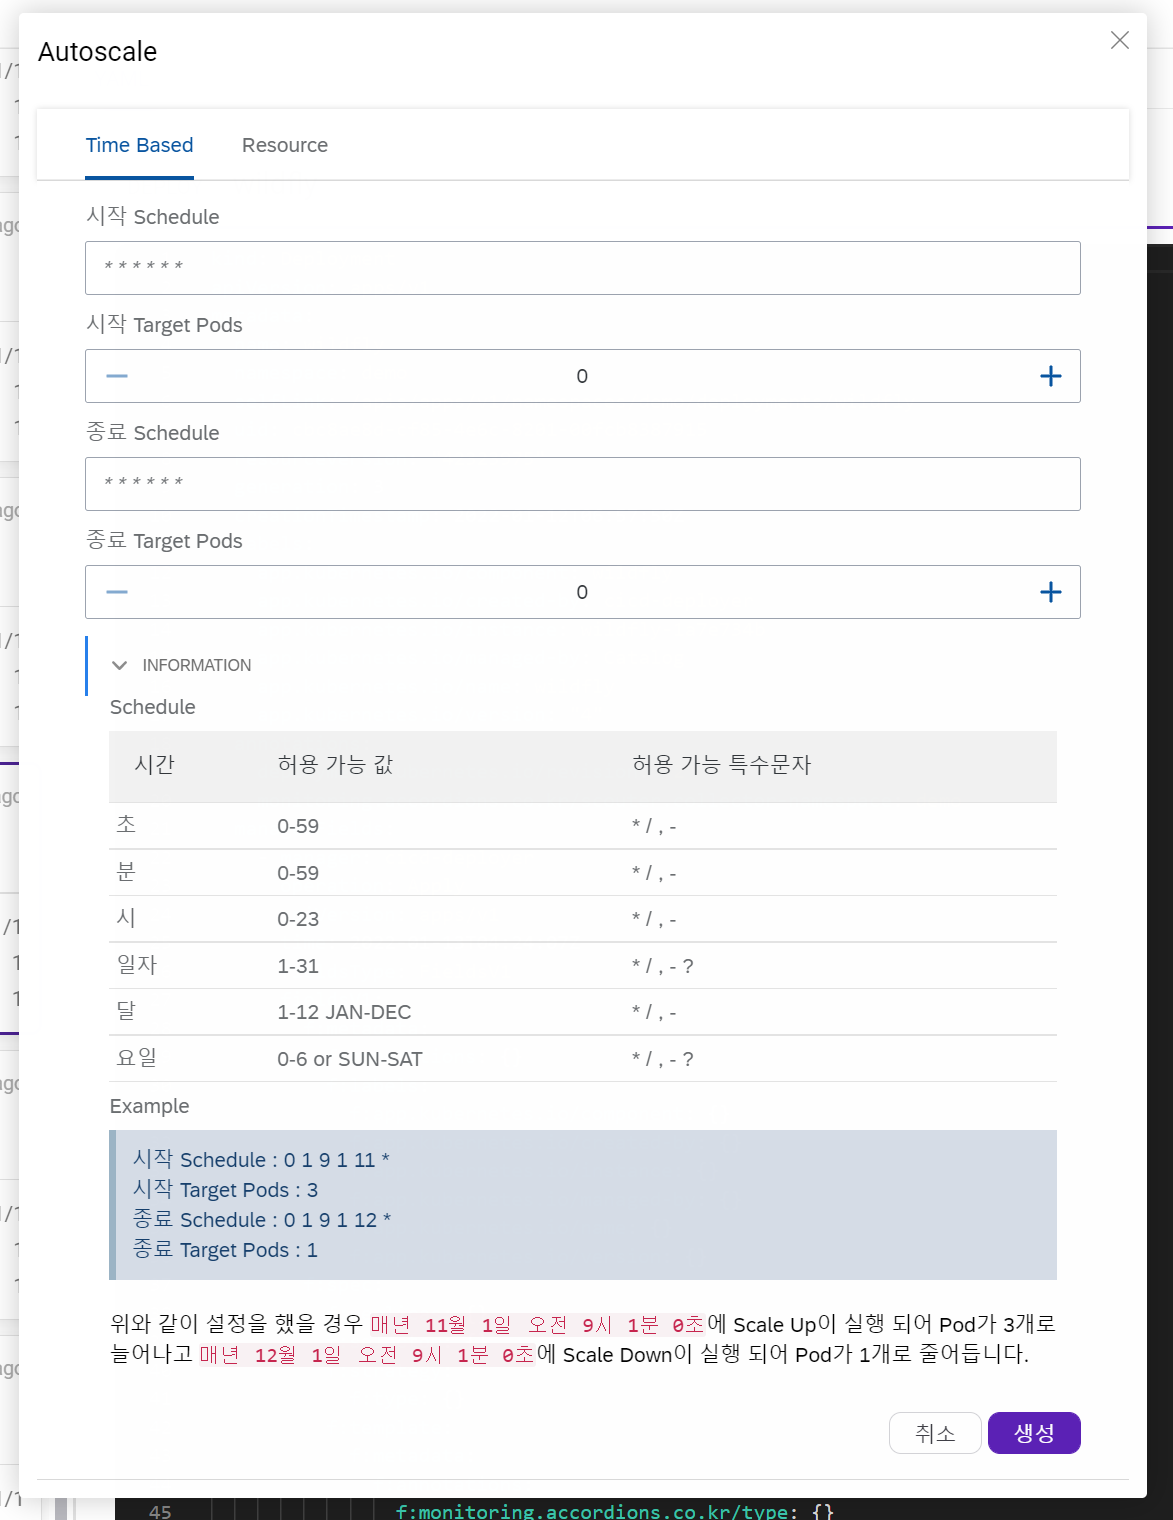 Autoscale
Time Based Resource
시작 Schedule
* * * * * *
시작 Target Pods
0
종료 Schedule
* * * * * *
종료 Target Pods
0
INFORMATION
Schedule
시간 허용 가능 값 허용 가능 특수문자
초 0-59 * / , -
분 0-59 * / , -
시 0-23 * / , -
일자 1-31 * / , - ?
달 1-12 JAN-DEC * / , -
요일 0-6 or SUN-SAT * / , - ?
Example
시작 Schedule : 0 1 9 1 11 *
시작 Target Pods : 3
종료 Schedule : 0 1 9 1 12 *
종료 Target Pods : 1
위와 같이 설정을 했을 경우 매년 11월 1일 오전 9시 1분 0초에 Scale Up이 실행 되어 Pod가 3개로
늘어나고 매년 12월 1일 오전 9시 1분 0초에 Scale Down이 실행 되어 Pod가 1개로 줄어듭니다.
취소 생성
45 f:monitoring.accordions.co.kr/type: {}